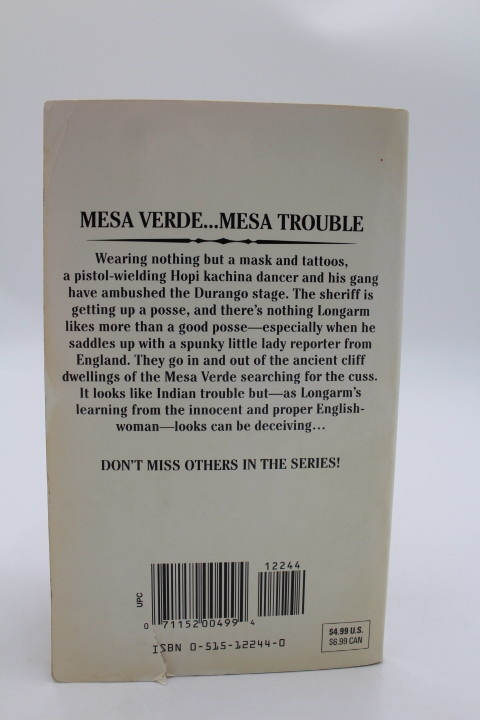 MESA VERDE...MESA TROUBLE
Wearing nothing but a mask and tattoos,
a pistol-wielding Hopi kachina dancer and his gang
have ambushed the Durango stage. The sheriff is
getting up a posse, and there's nothing Longarm
likes more than a good posse—especially when he
saddles up with a spunky little lady reporter from
England. They go in and out of the ancient cliff
dwellings of the Mesa Verde searching for the cuss.
It looks like Indian trouble but—as Longarm's
learning from the innocent and proper English-
woman—looks can be deceiving...
DON'T MISS OTHERS IN THE SERIES!
12244
UPC
0 71152 00499 4
ISBN 0-515-12244-0
$4.99 U.S.
$6.99 CAN